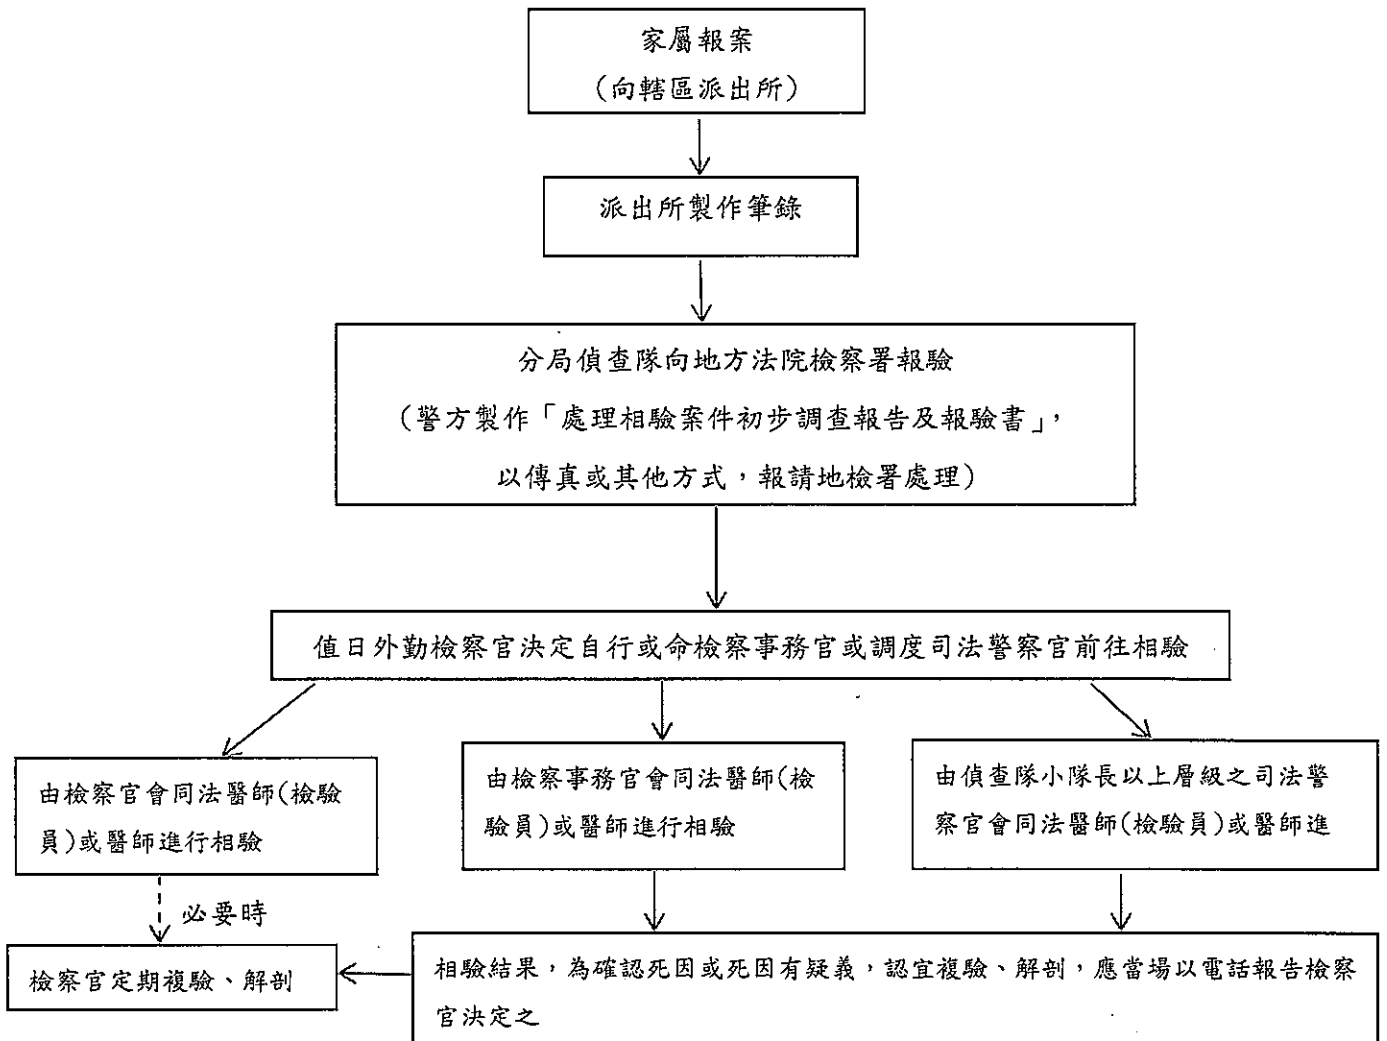 家屬報案
(向轄區派出所)
派出所製作筆錄
分局偵查隊向地方法院檢察署報驗
(警方製作「處理相驗案件初步調查報告及報驗書」，
以傳真或其他方式，報請地檢署處理)
值日外勤檢察官決定自行或命檢察事務官或調度司法警察官前往相驗
由檢察官會同法醫師(檢驗
員)或醫師進行相驗
由檢察事務官會同法醫師(檢
驗員)或醫師進行相驗
由偵查隊小隊長以上層級之司法警
察官會同法醫師(檢驗員)或醫師進
必要時
檢察官定期複驗、解剖
相驗結果，為確認死因或死因有疑義，認宜複驗、解剖，應當場以電話報告檢察
官決定之